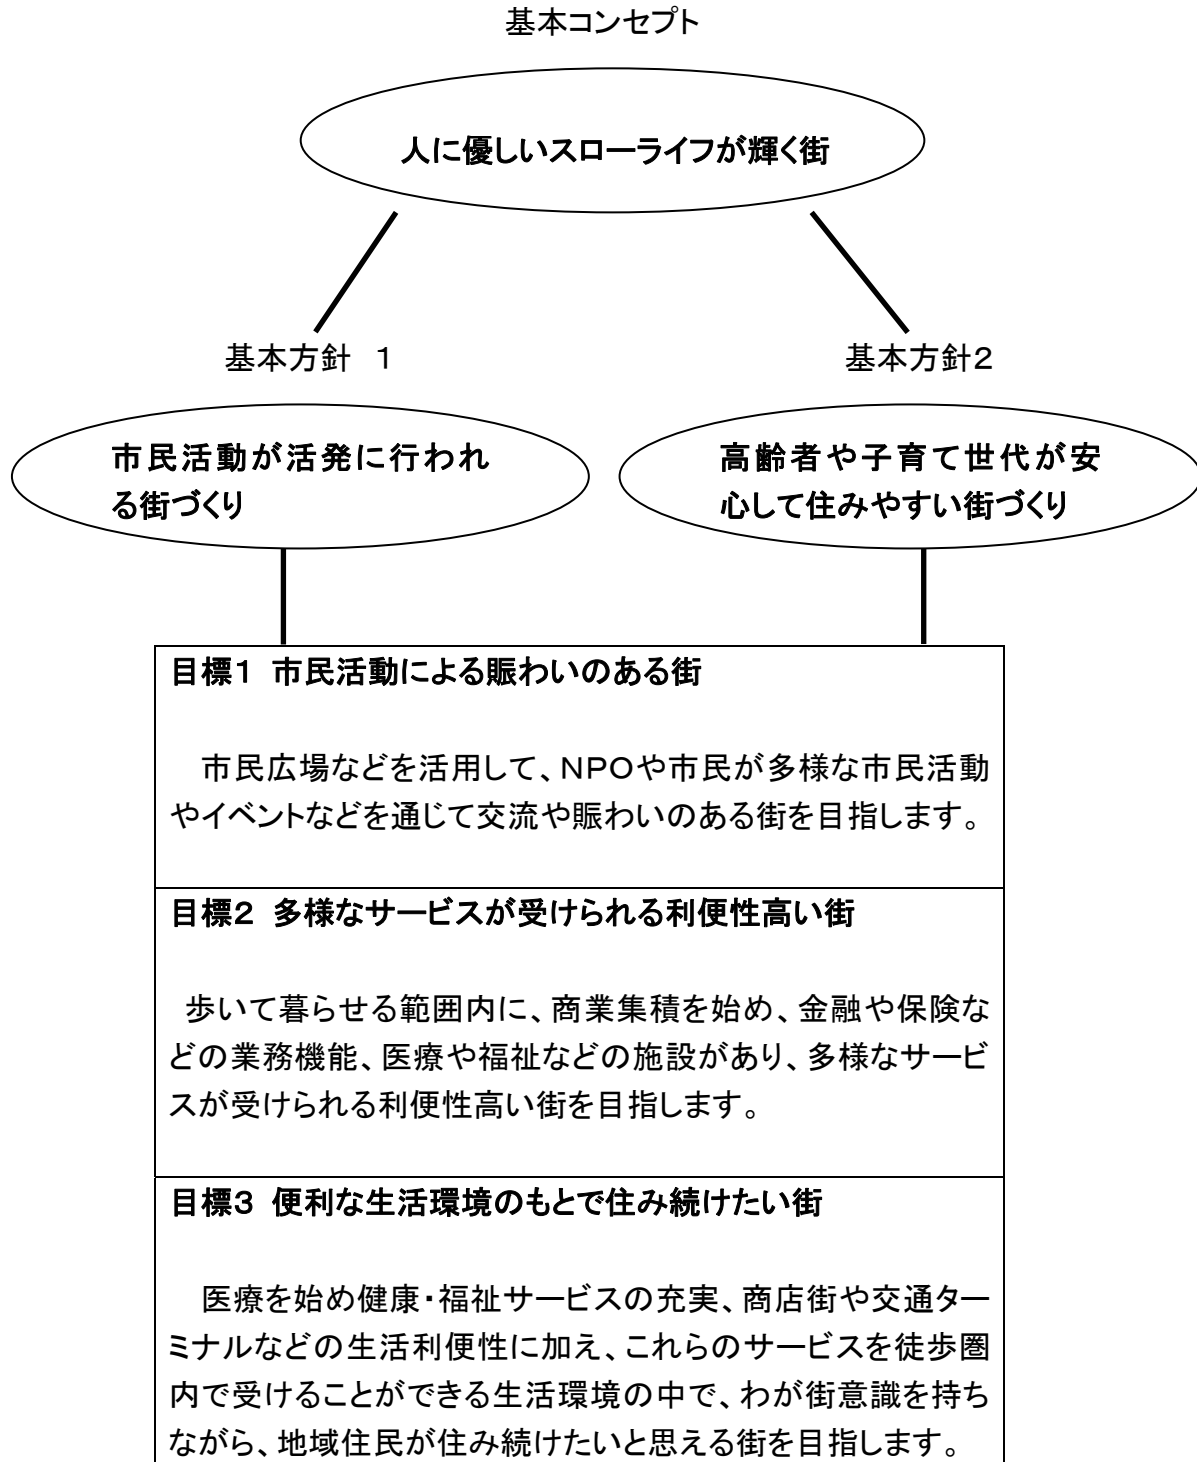 基本コンセプト
人に優しいスローライフが輝く街
基本方針　1
基本方針2
市民活動が活発に行われ
る街づくり
高齢者や子育て世代が安
心して住みやすい街づくり
目標1 市民活動による賑わいのある街
市民広場などを活用して、NPOや市民が多様な市民活動
やイベントなどを通じて交流や賑わいのある街を目指します。
目標2 多様なサービスが受けられる利便性高い街
歩いて暮らせる範囲内に、商業集積を始め、金融や保険な
どの業務機能、医療や福祉などの施設があり、多様なサービ
スが受けられる利便性高い街を目指します。
目標3 便利な生活環境のもとで住み続けたい街
医療を始め健康・福祉サービスの充実、商店街や交通ター
ミナルなどの生活利便性に加え、これらのサービスを徒歩圏
内で受けることができる生活環境の中で、わが街意識を持ち
ながら、地域住民が住み続けたいと思える街を目指します。